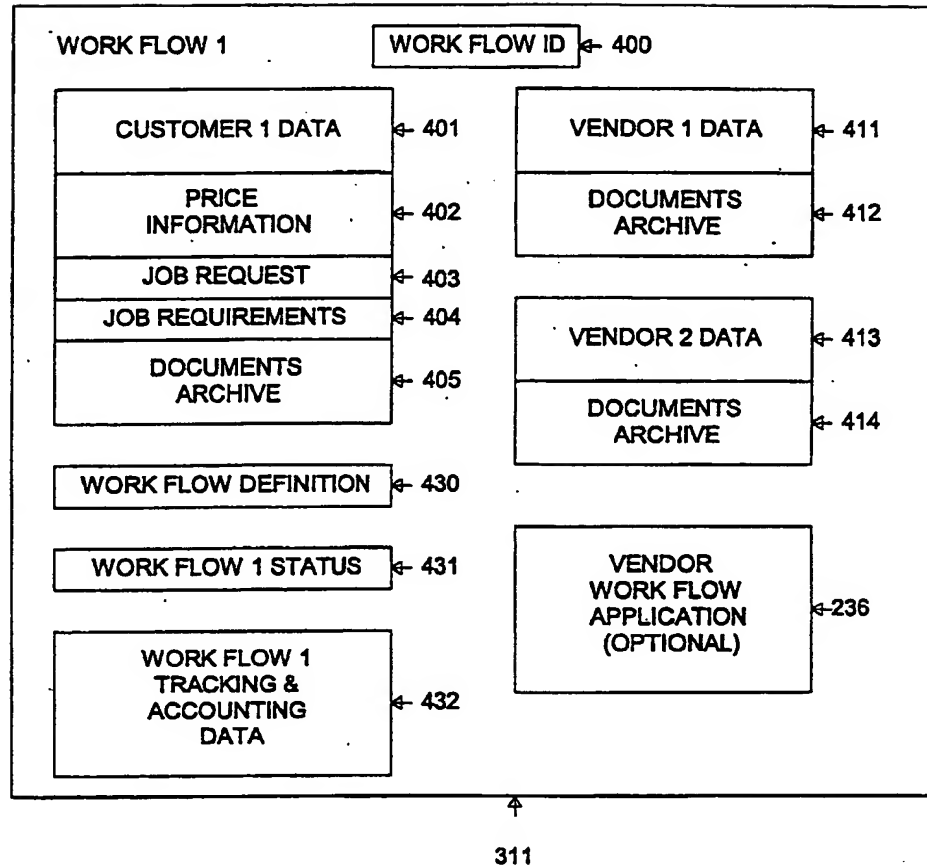 WORK FLOW 1
WORK FLOW ID
400
CUSTOMER 1 DATA
401
PRICE
INFORMATION
402
JOB REQUEST
403
JOB REQUIREMENTS
404
DOCUMENTS
ARCHIVE
405
WORK FLOW DEFINITION
430
WORK FLOW 1 STATUS
431
WORK FLOW 1
TRACKING &
ACCOUNTING
DATA
432
VENDOR 1 DATA
411
DOCUMENTS
ARCHIVE
412
VENDOR 2 DATA
413
DOCUMENTS
ARCHIVE
414
VENDOR
WORK FLOW
APPLICATION
(OPTIONAL)
236
311